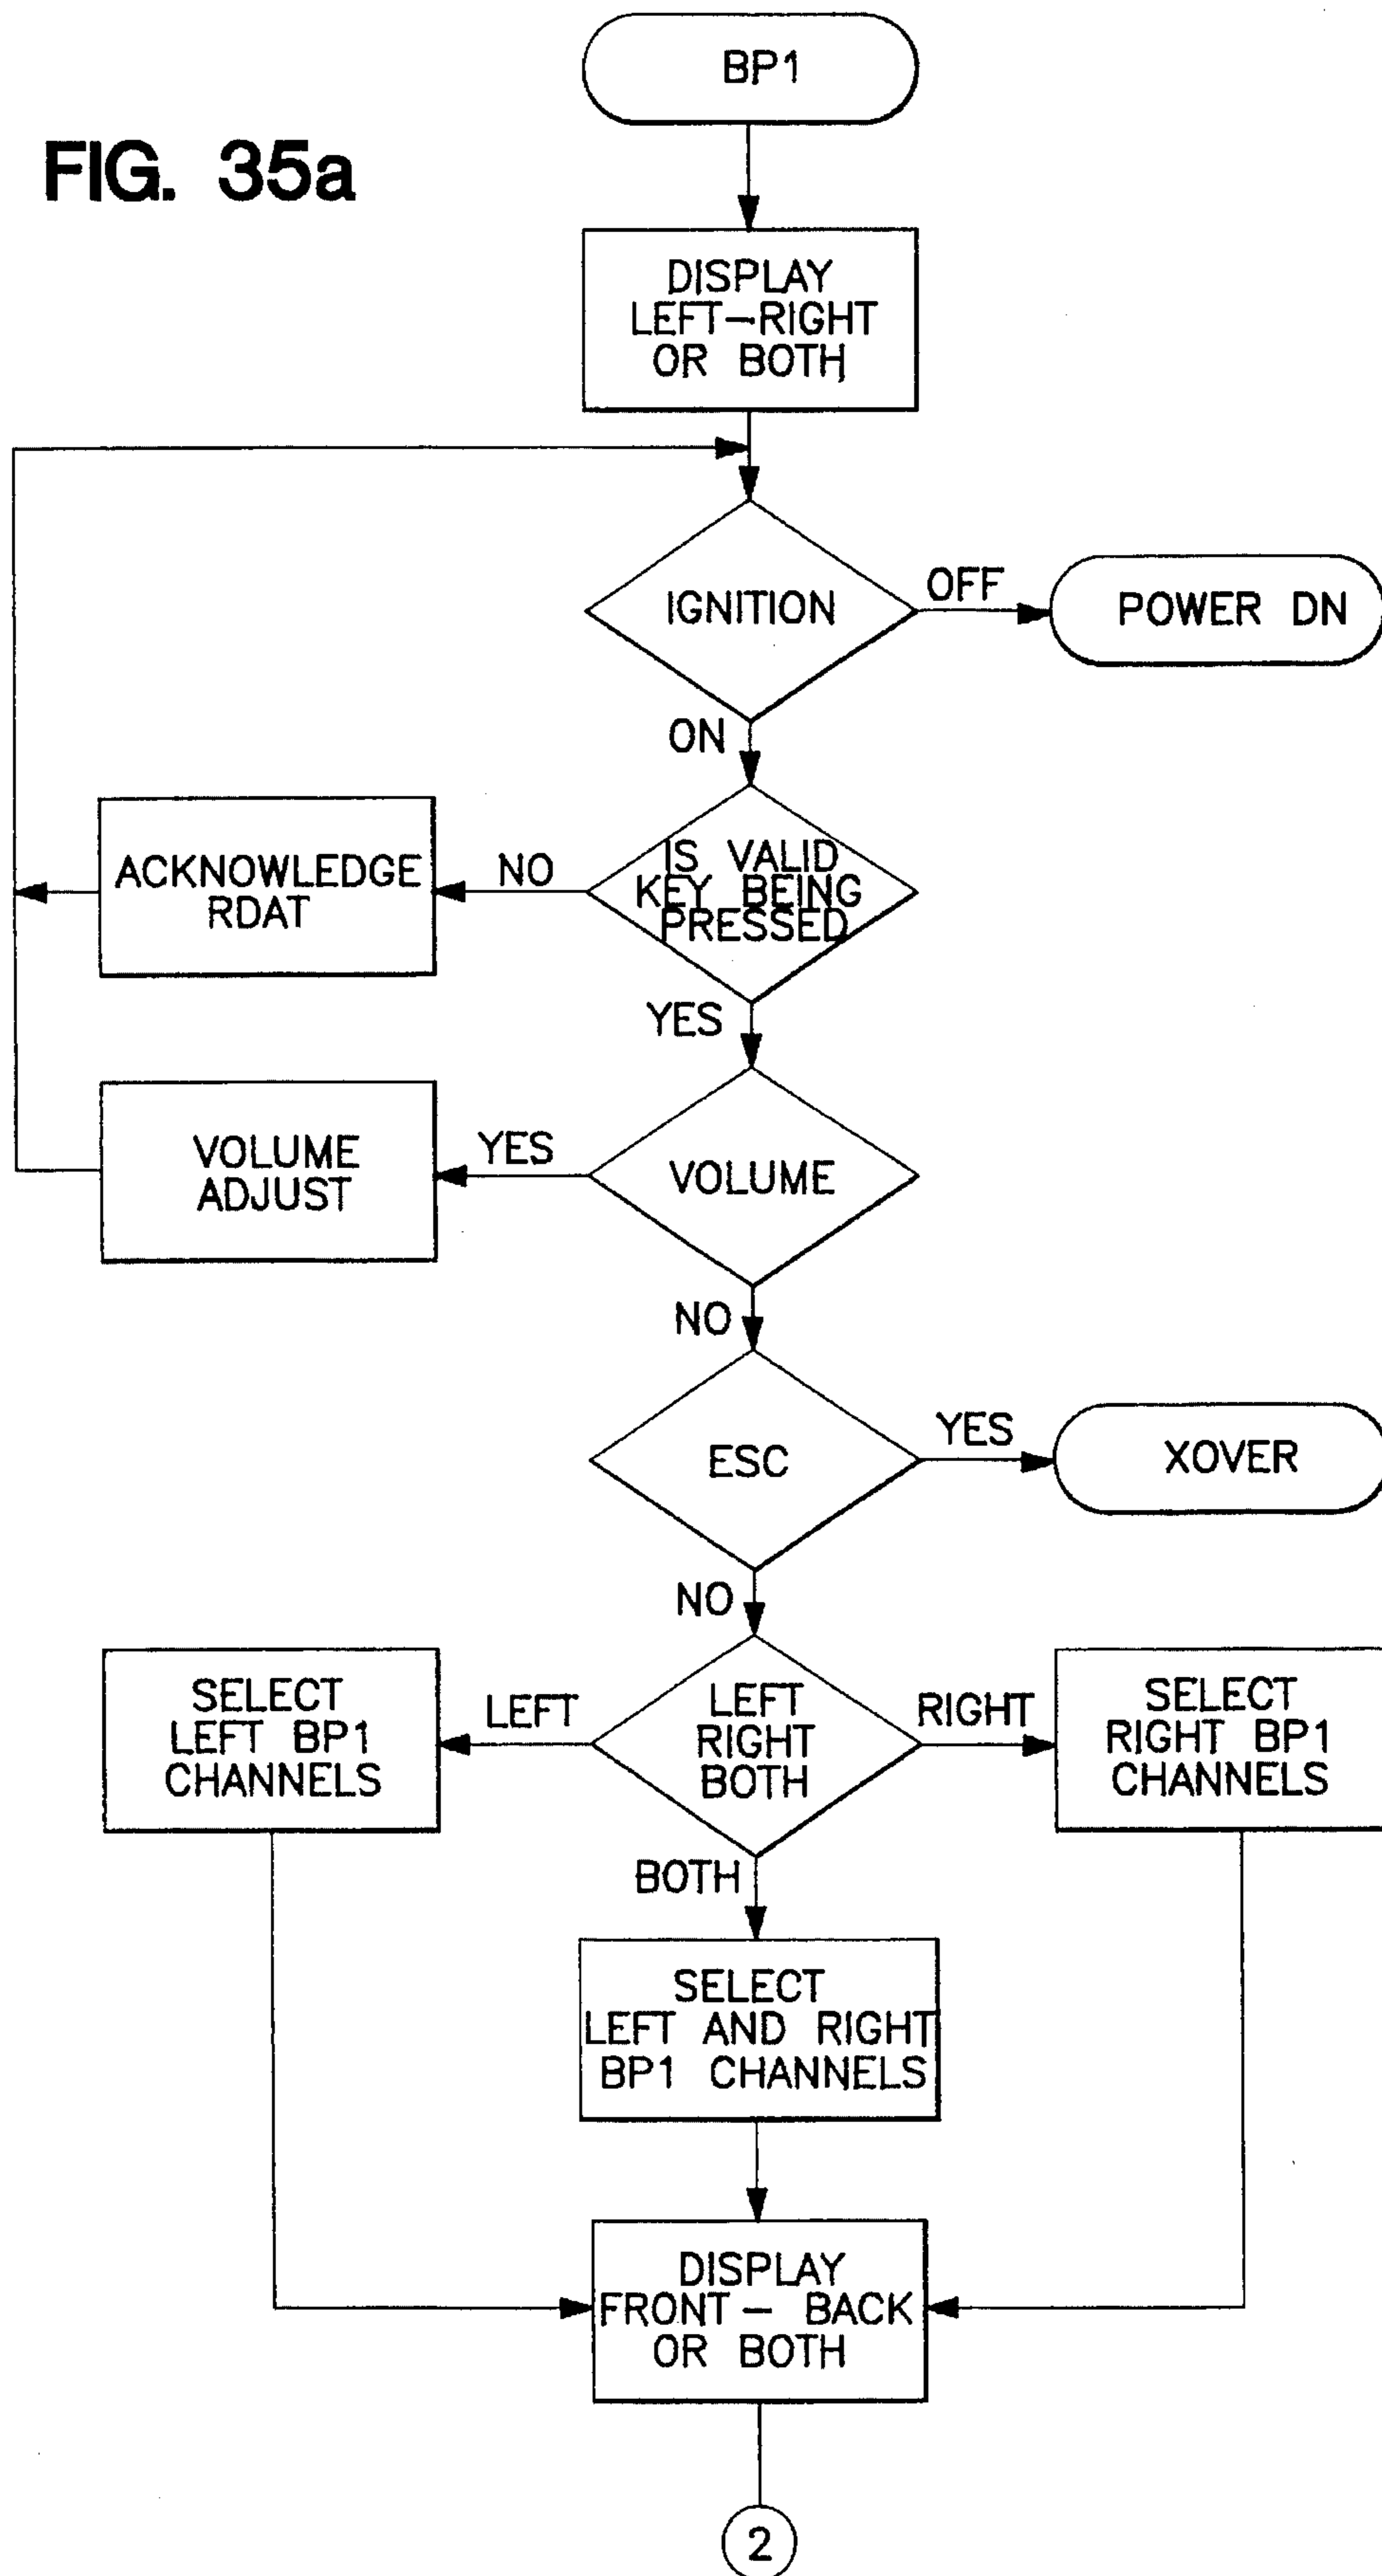 BP1
FIG. 35a
DISPLAY
LEFT-RIGHT
OR BOTH
IGNITION
OFF
POWER DN
ON
IS VALID
KEY BEING
PRESSED
NO
ACKNOWLEDGE
RDAT
YES
VOLUME
YES
VOLUME
ADJUST
NO
ESC
YES
XOVER
NO
LEFT
RIGHT
BOTH
LEFT
SELECT
LEFT BP1
CHANNELS
RIGHT
SELECT
RIGHT BP1
CHANNELS
BOTH
SELECT
LEFT AND RIGHT
BP1 CHANNELS
DISPLAY
FRONT - BACK
OR BOTH
2